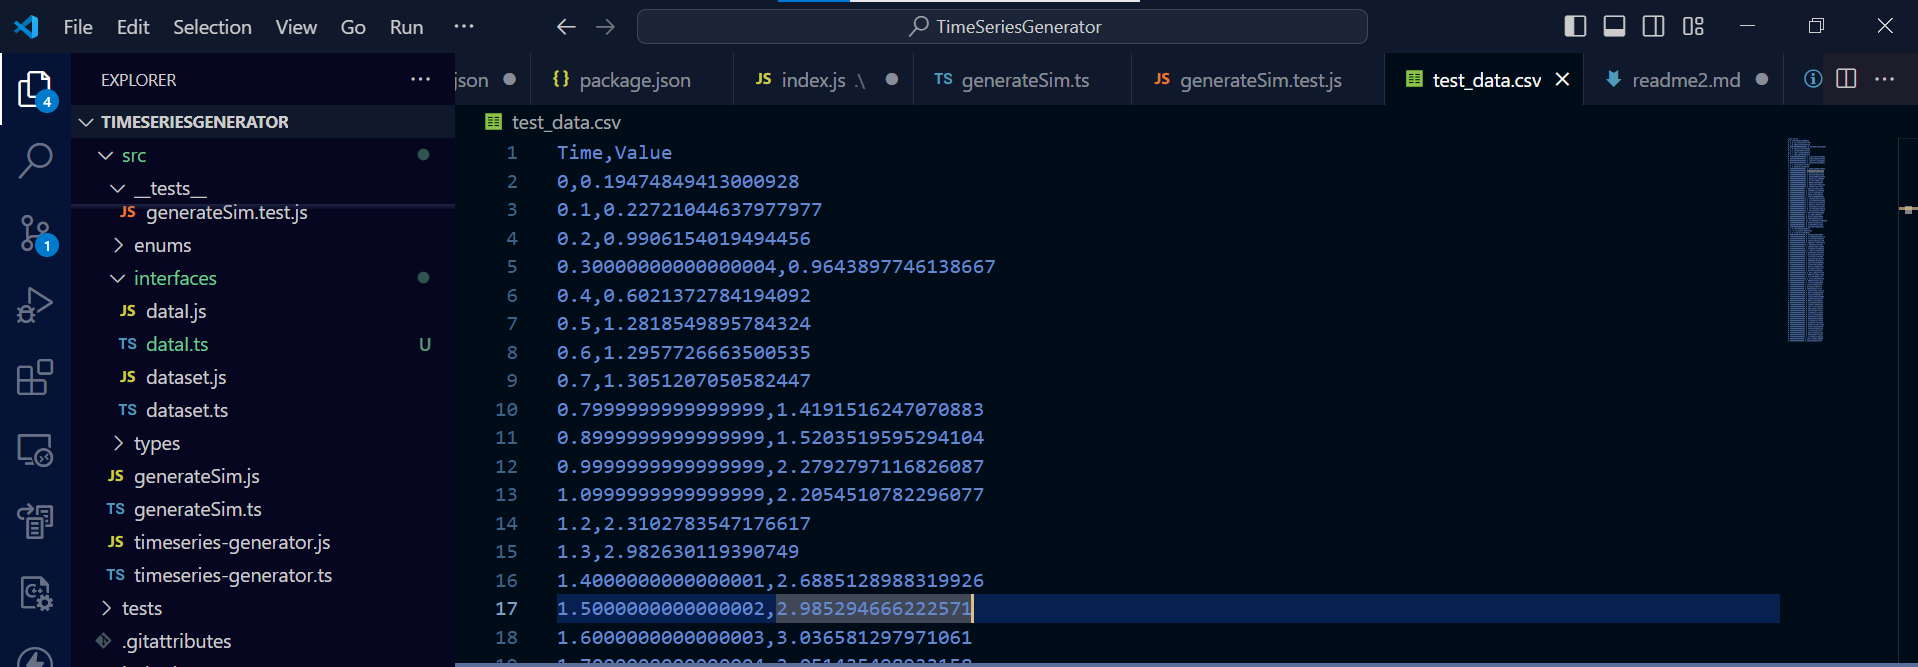 File Edit Selection View Go Run ···
TimeSeriesGenerator
EXPLORER ···
json
{} package.json
JS index.js .\
TS generateSim.ts
JS generateSim.test.js
test_data.csv
readme2.md
TIMESERIESGENERATOR
src
__tests__
JS generateSim.test.js
enums
interfaces
JS datal.js
TS datal.ts U
JS dataset.js
TS dataset.ts
types
JS generateSim.js
TS generateSim.ts
JS timeseries-generator.js
TS timeseries-generator.ts
tests
.gitattributes
4
1
test_data.csv
1 Time,Value
2 0,0.19474849413000928
3 0.1,0.22721044637977977
4 0.2,0.9906154019494456
5 0.30000000000000004,0.9643897746138667
6 0.4,0.6021372784194092
7 0.5,1.2818549895784324
8 0.6,1.2957726663500535
9 0.7,1.3051207050582447
10 0.7999999999999999,1.4191516247070883
11 0.8999999999999999,1.5203519595294104
12 0.9999999999999999,2.2792797116826087
13 1.0999999999999999,2.2054510782296077
14 1.2,2.3102783547176617
15 1.3,2.982630119390749
16 1.4000000000000001,2.6885128988319926
17 1.5000000000000002,2.985294666222571
18 1.6000000000000003,3.036581297971061